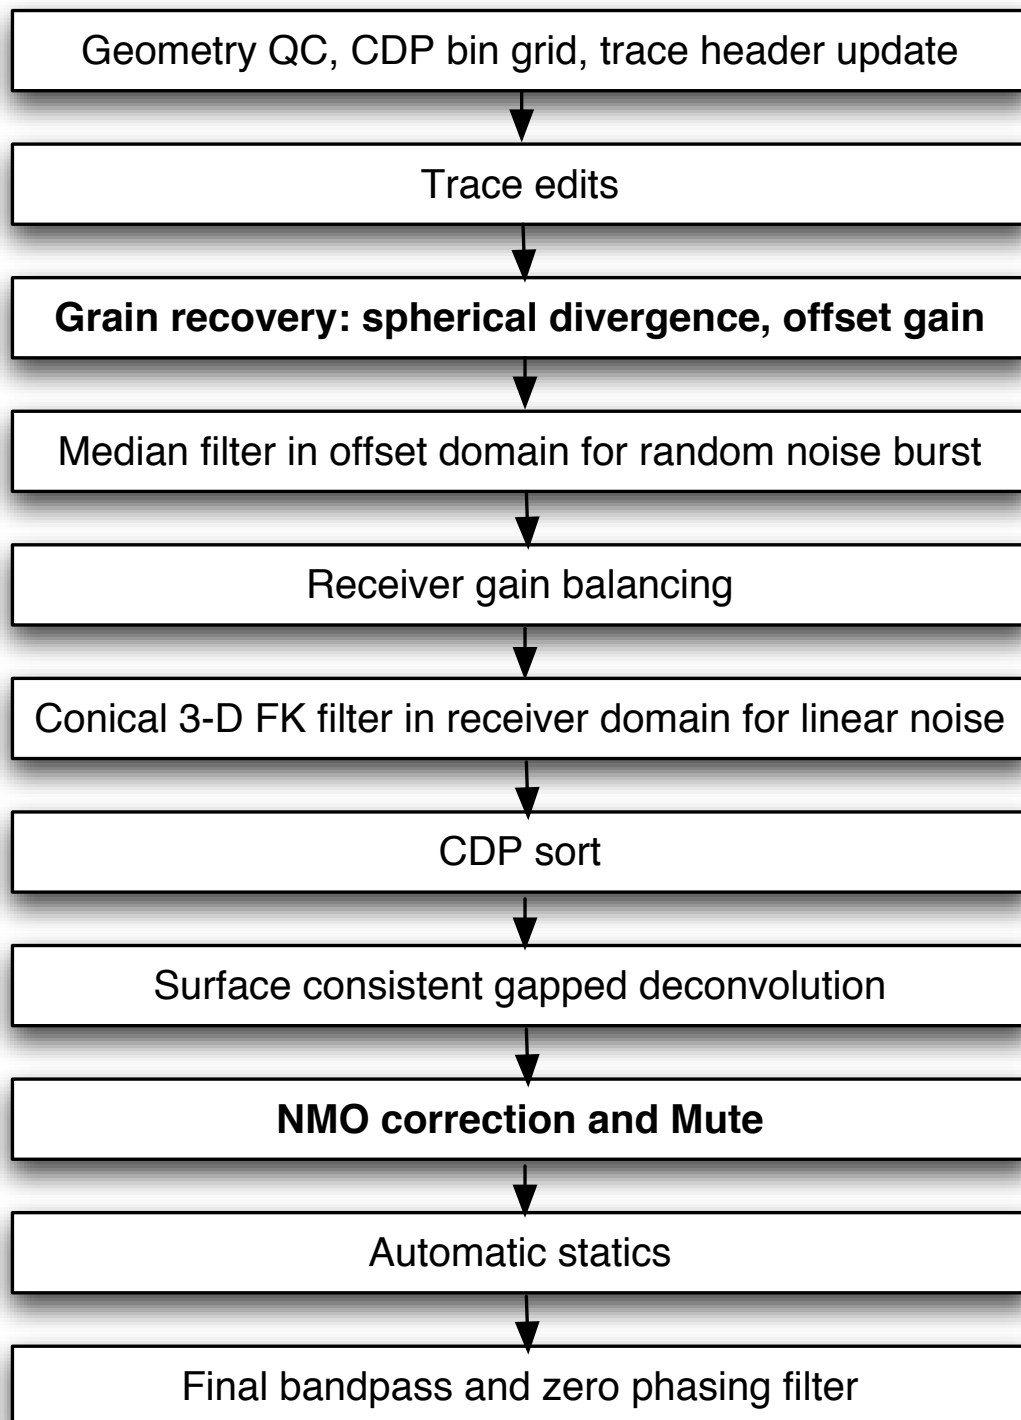 Geometry QC, CDP bin grid, trace header update
Trace edits
Grain recovery: spherical divergence, offset gain
Median filter in offset domain for random noise burst
Receiver gain balancing
Conical 3-D FK filter in receiver domain for linear noise
CDP sort
Surface consistent gapped deconvolution
NMO correction and Mute
Automatic statics
Final bandpass and zero phasing filter